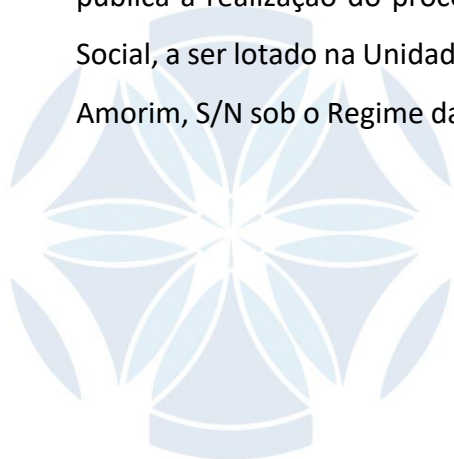 pública a realização do proce
Social, a ser lotado na Unidad
Amorim, S/N sob o Regime da